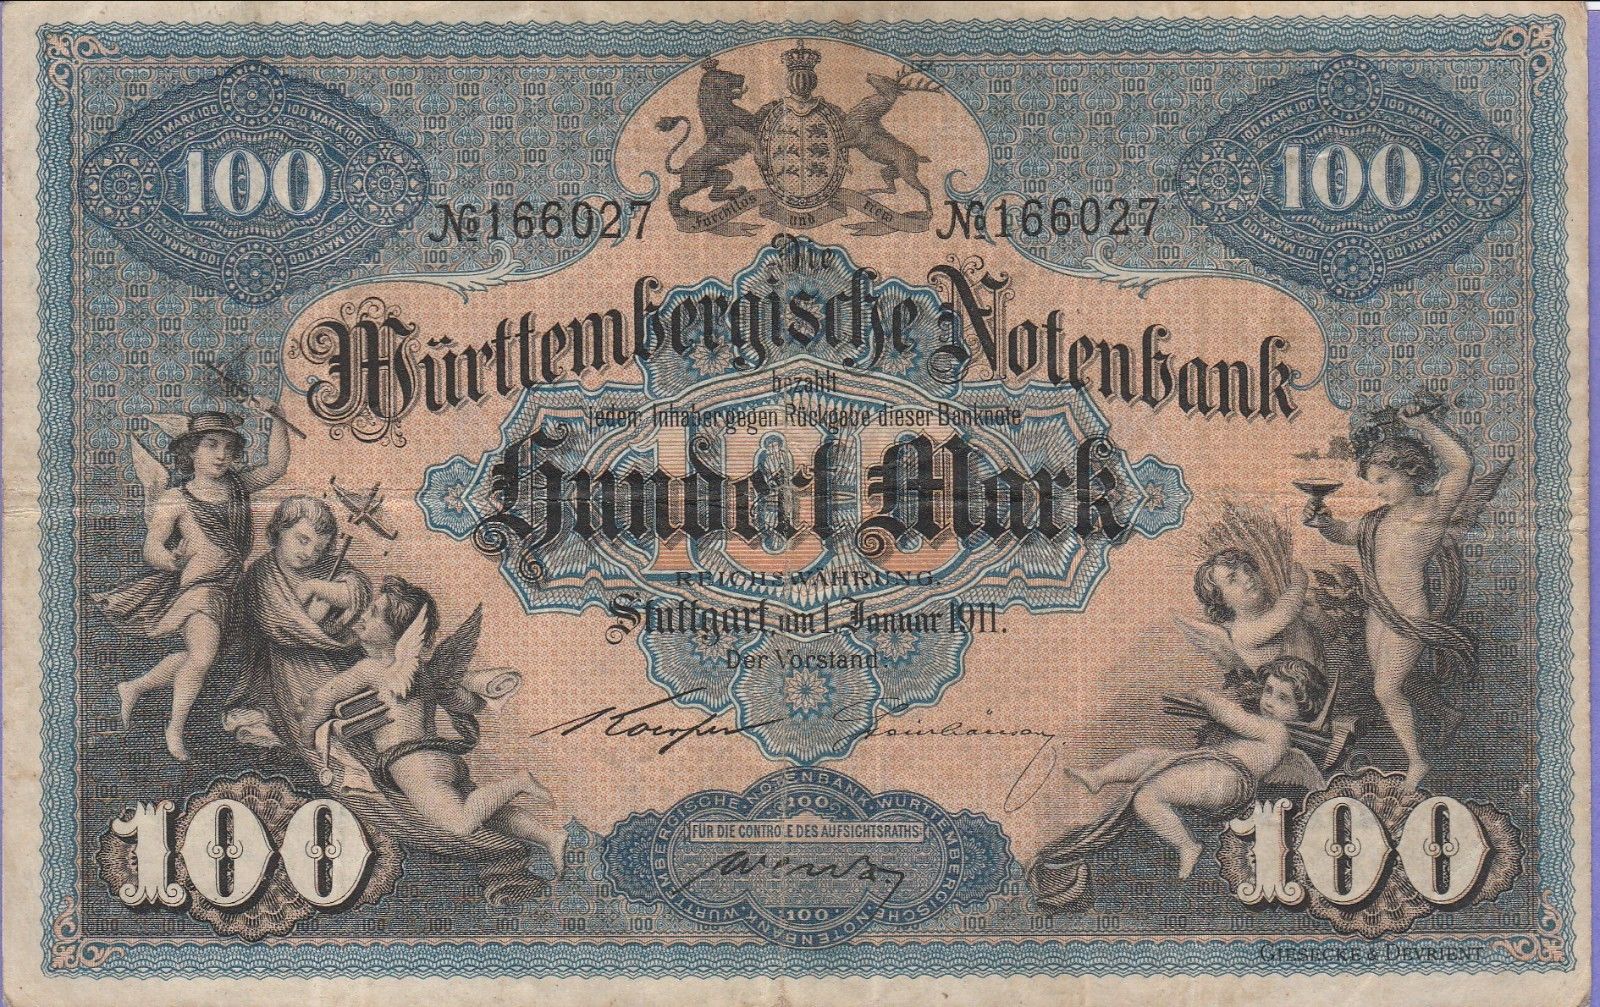 100 100
Furchtlos und trew
№166027 №166027
Die
Württembergische Notenbank
bezahlt
jedem Inhaber gegen Rückgabe dieser Banknote
100
Hundert Mark
REICHSWÄHRUNG.
Stuttgart, am 1. Januar 1911.
Der Vorstand:
WÜRTTEMBERGISCHE NOTENBANK
100
FÜR DIE CONTROLE DES AUFSICHTSRATHS:
100
100 100
GIESECKE & DEVRIENT